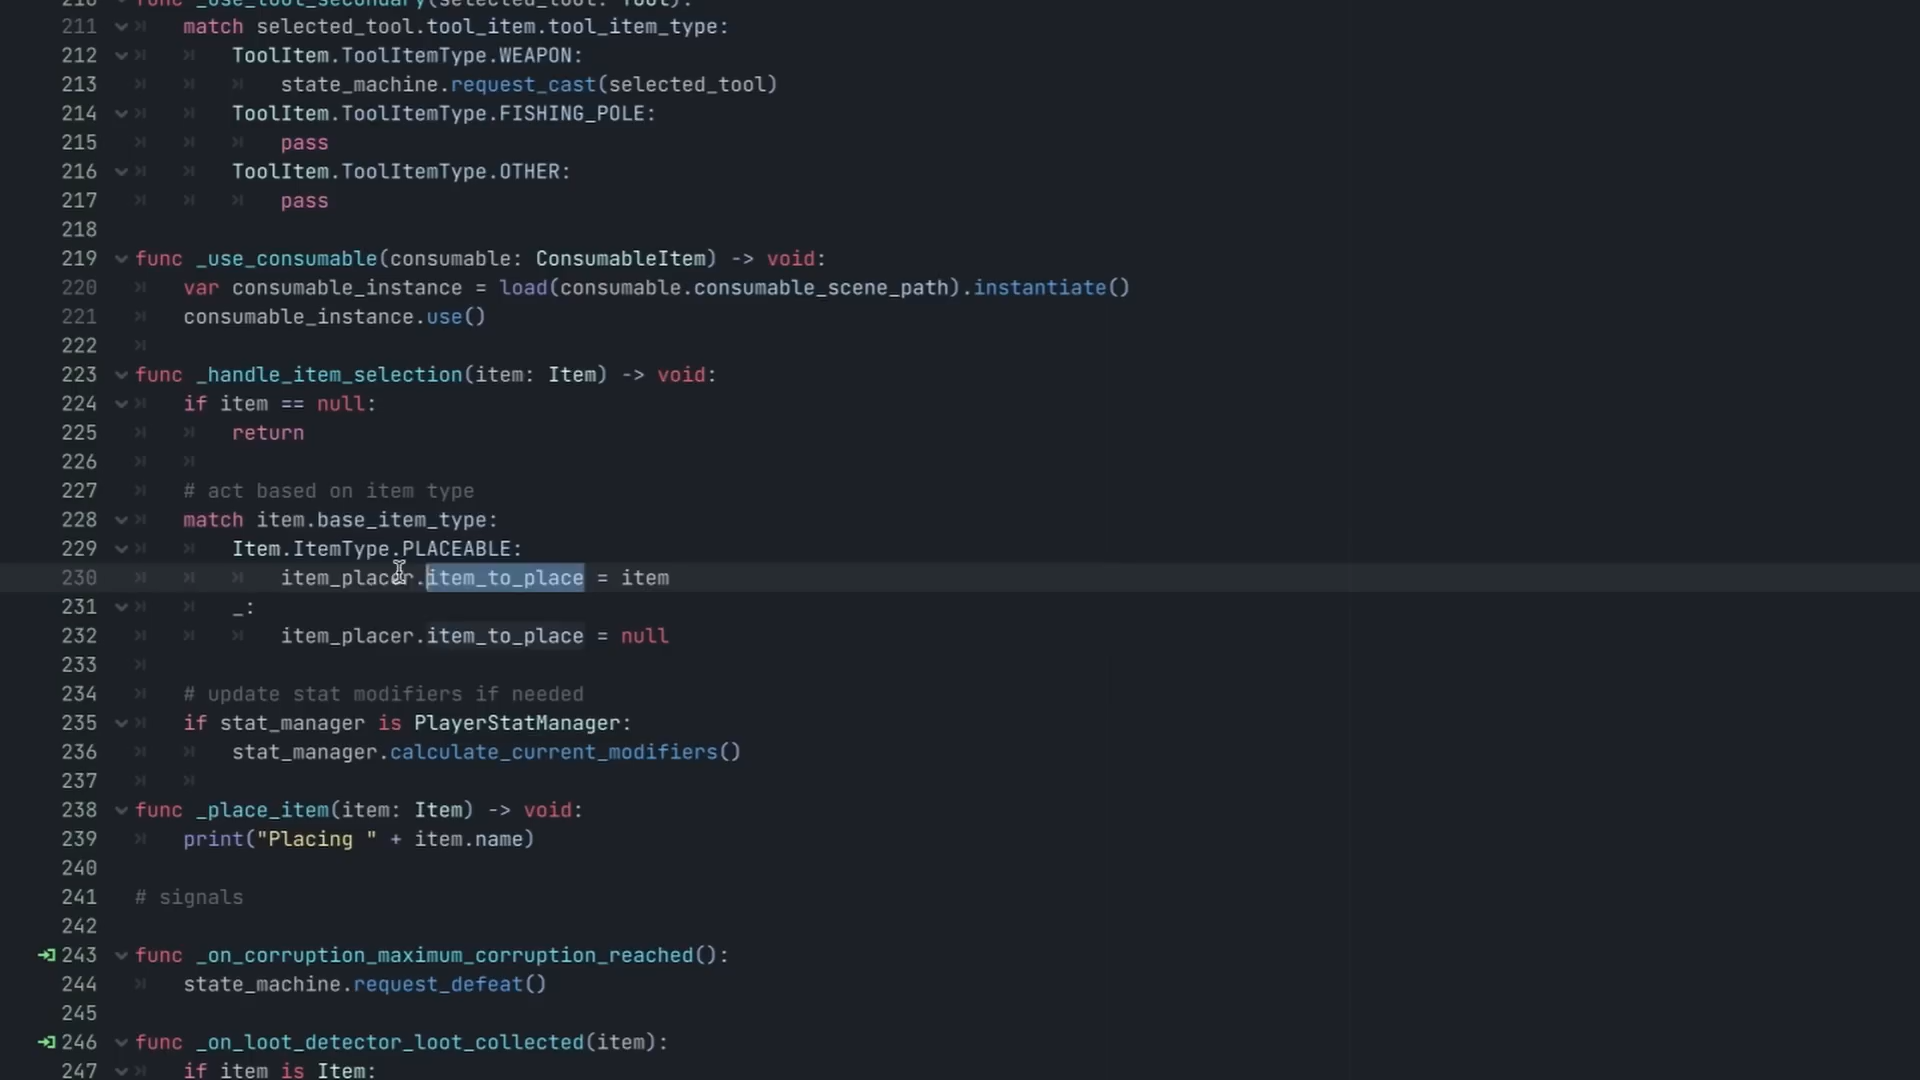 210 func _use_tool_secondary(selected_tool: Tool):
211 match selected_tool.tool_item.tool_item_type:
212 ToolItem.ToolItemType.WEAPON:
213 state_machine.request_cast(selected_tool)
214 ToolItem.ToolItemType.FISHING_POLE:
215 pass
216 ToolItem.ToolItemType.OTHER:
217 pass
218
219 func _use_consumable(consumable: ConsumableItem) -> void:
220 var consumable_instance = load(consumable.consumable_scene_path).instantiate()
221 consumable_instance.use()
222
223 func _handle_item_selection(item: Item) -> void:
224 if item == null:
225 return
226
227 # act based on item type
228 match item.base_item_type:
229 Item.ItemType.PLACEABLE:
230 item_placer.item_to_place = item
231 _:
232 item_placer.item_to_place = null
233
234 # update stat modifiers if needed
235 if stat_manager is PlayerStatManager:
236 stat_manager.calculate_current_modifiers()
237
238 func _place_item(item: Item) -> void:
239 print("Placing " + item.name)
240
241 # signals
242
243 func _on_corruption_maximum_corruption_reached():
244 state_machine.request_defeat()
245
246 func _on_loot_detector_loot_collected(item):
247 if item is Item: